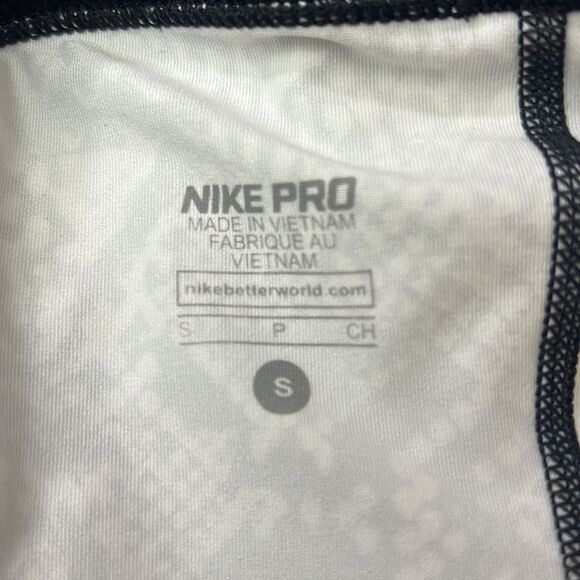 NIKE PRO
MADE IN VIETNAM
FABRIQUE AU
VIETNAM
nikebetterworld.com
S P CH
S